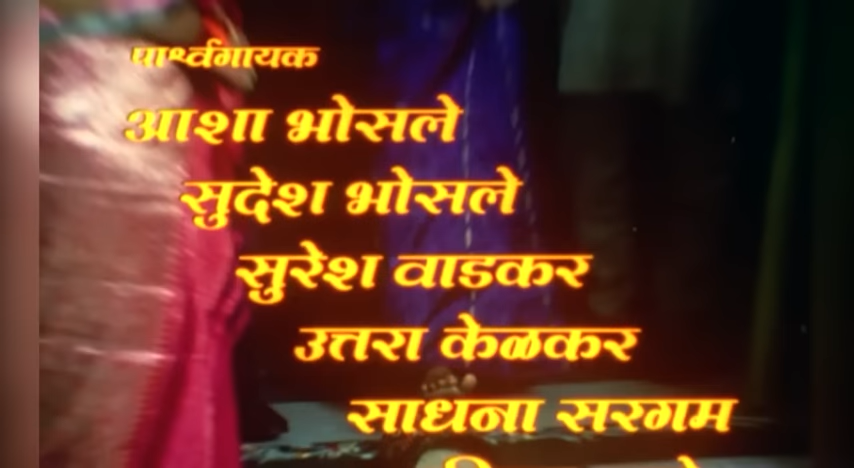 पार्श्वगायक
आशा भोसले
सुदेश भोसले
सुरेश वाडकर
उत्तरा केळकर
साधना सरगम